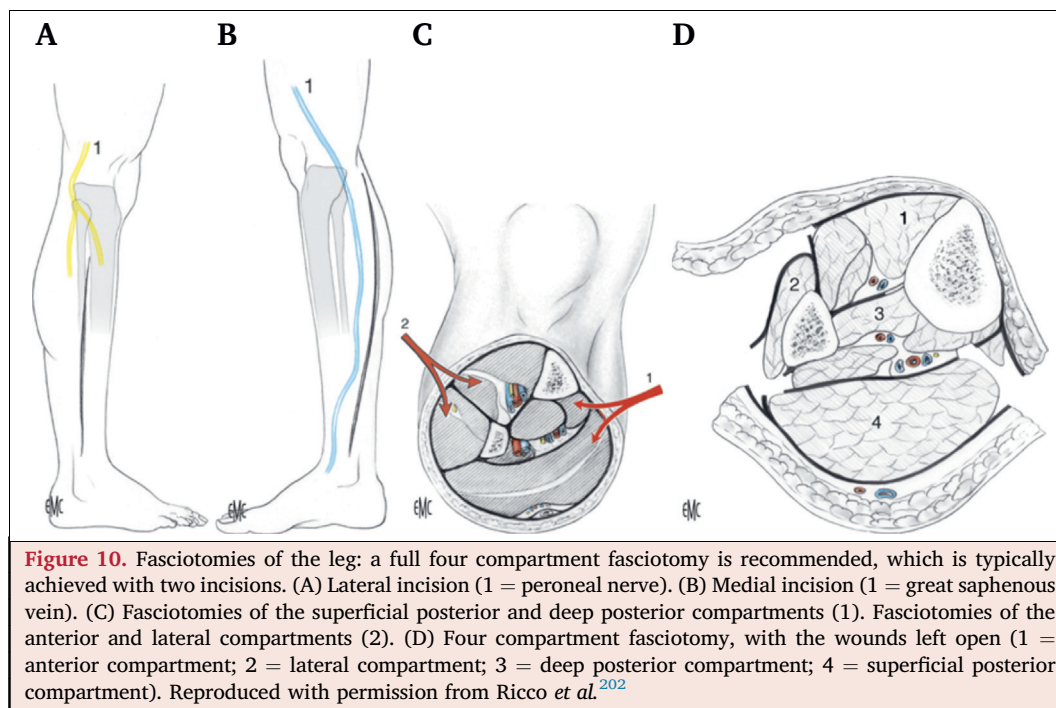 A B C D
1 1
2
1
1
2
3
4
EMC EMC EMC EMC
Figure 10. Fasciotomies of the leg: a full four compartment fasciotomy is recommended, which is typically
achieved with two incisions. (A) Lateral incision (1 = peroneal nerve). (B) Medial incision (1 = great saphenous
vein). (C) Fasciotomies of the superficial posterior and deep posterior compartments (1). Fasciotomies of the
anterior and lateral compartments (2). (D) Four compartment fasciotomy, with the wounds left open (1 =
anterior compartment; 2 = lateral compartment; 3 = deep posterior compartment; 4 = superficial posterior
compartment). Reproduced with permission from Ricco et al.202